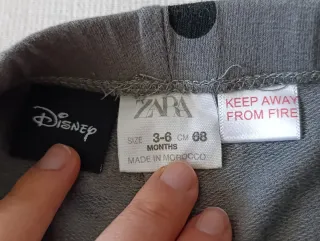 Disney
ZARA
SIZE 3-6 CM 68
MONTHS
MADE IN MOROCCO
KEEP AWAY
FROM FIRE